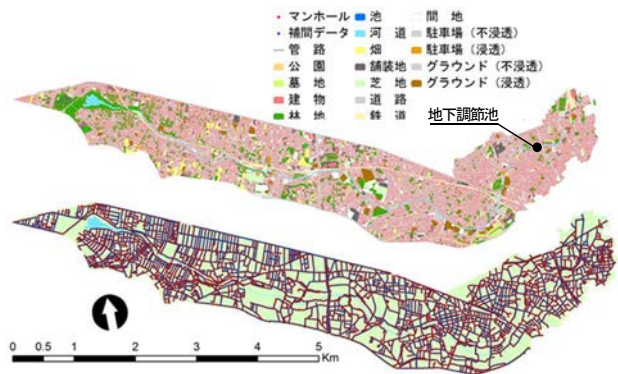 マンホール 池 間 地
補間データ 河 道 駐車場（不浸透）
管 路 畑 駐車場（浸透）
公 園 舗装地 グラウンド（不浸透）
墓 地 芝 地 グラウンド（浸透）
建 物 道 路
林 地 鉄 道
地下調節池
0 0.5 1 2 3 4 5
Km